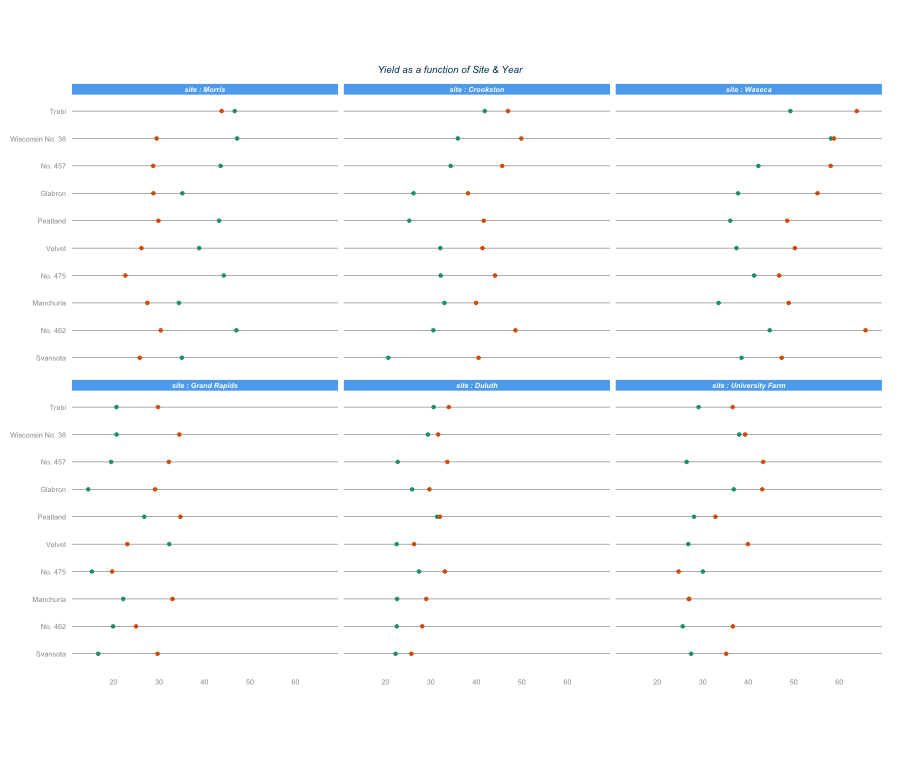 Yield as a function of Site & Year
site : Morris
site : Crookston
site : Waseca
Trebi
Wisconsin No. 38
No. 457
Glabron
Peatland
Velvet
No. 475
Manchuria
No. 462
Svansota
site : Grand Rapids
site : Duluth
site : University Farm
Trebi
Wisconsin No. 38
No. 457
Glabron
Peatland
Velvet
No. 475
Manchuria
No. 462
Svansota
20 30 40 50 60 20 30 40 50 60 20 30 40 50 60